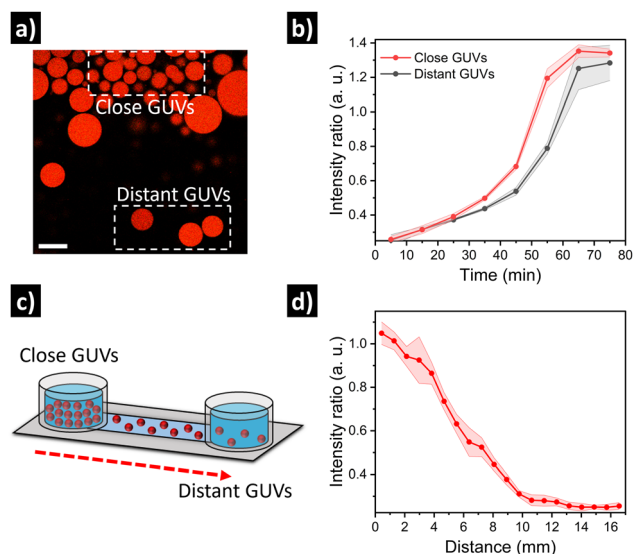 a)
Close GUVs
Distant GUVs
b)
Close GUVs
Distant GUVs
Intensity ratio (a. u.)
1.4
1.2
1.0
0.8
0.6
0.4
0 10 20 30 40 50 60 70 80
Time (min)
c)
Close GUVs
Distant GUVs
d)
Intensity ratio (a. u.)
1.0
0.8
0.6
0.4
0 2 4 6 8 10 12 14 16
Distance (mm)